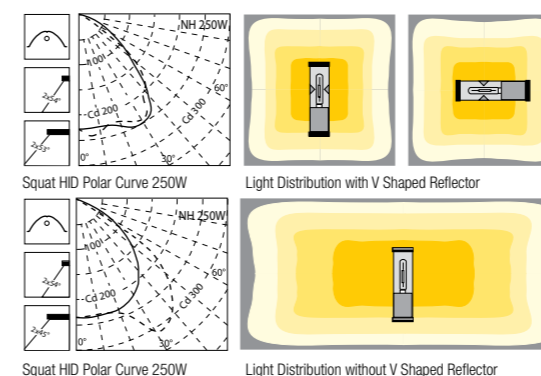 NH 250W
100
60°
2x54°
Cd 200
Cd 300
2x53°
0°
30°
Squat HID Polar Curve 250W
Light Distribution with V Shaped Reflector
NH 250W
100
60°
2x54°
Cd 200
Cd 300
2x45°
0°
30°
Squat HID Polar Curve 250W
Light Distribution without V Shaped Reflector